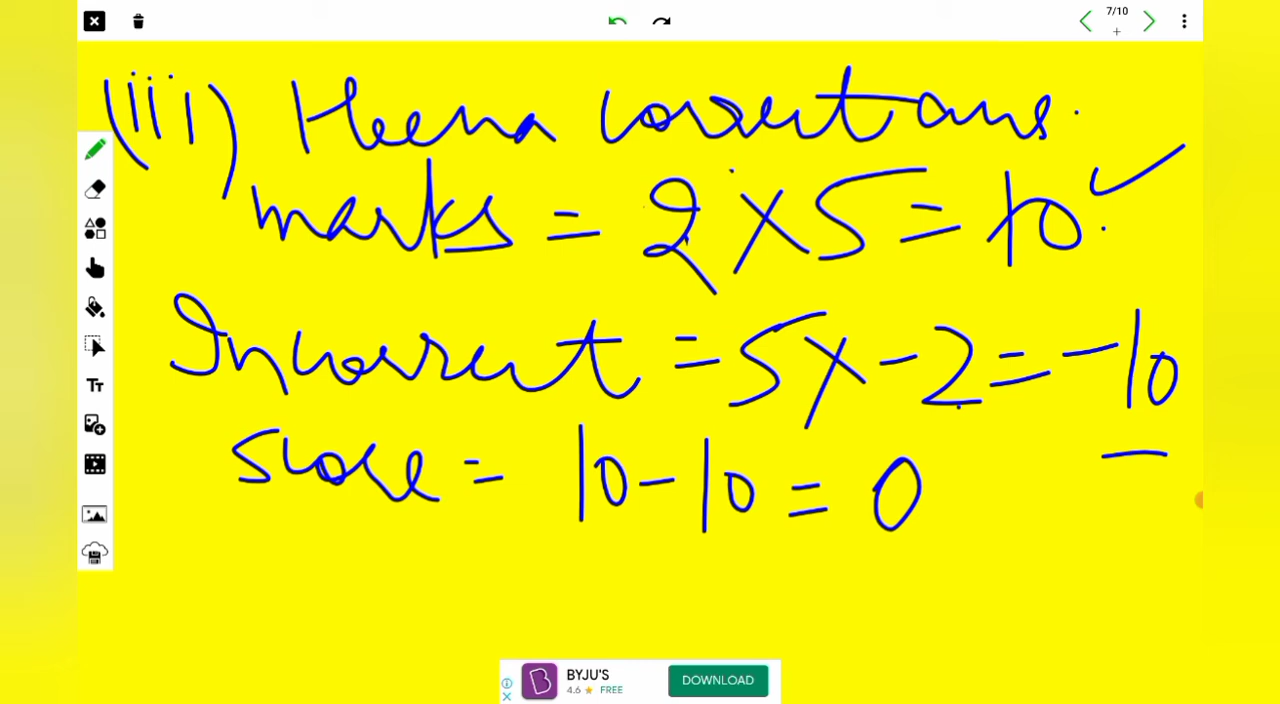 7/10
(iii) Heena correct ans.
marks = 2 × 5 = 10.
Incorrect = 5 × - 2 = - 10
score = 10 - 10 = 0
Tт
BYJU'S
4.6 ★ FREE
DOWNLOAD